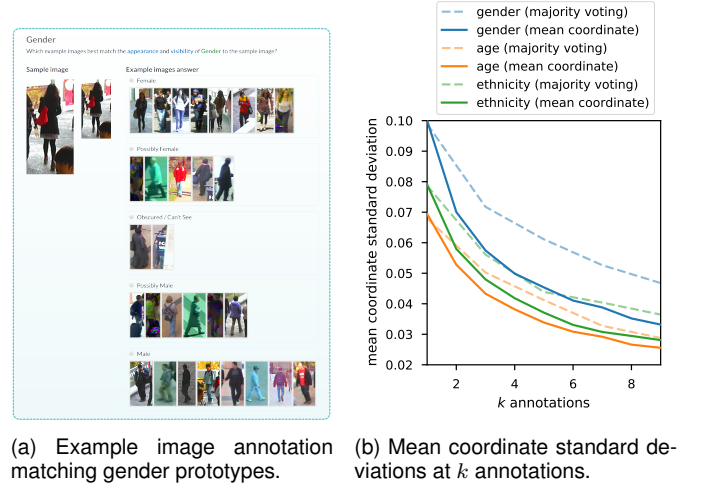 Gender
Which example images best match the appearance and visibility of Gender to the sample image?
Sample image
Example images answer
Female
Possibly Female
Obscured / Can't See
Possibly Male
Male
(a) Example image annotation
matching gender prototypes.
gender (majority voting)
gender (mean coordinate)
age (majority voting)
age (mean coordinate)
ethnicity (majority voting)
ethnicity (mean coordinate)
mean coordinate standard deviation
0.10
0.09
0.08
0.07
0.06
0.05
0.04
0.03
0.02
2 4 6 8
k annotations
(b) Mean coordinate standard de-
viations at k annotations.